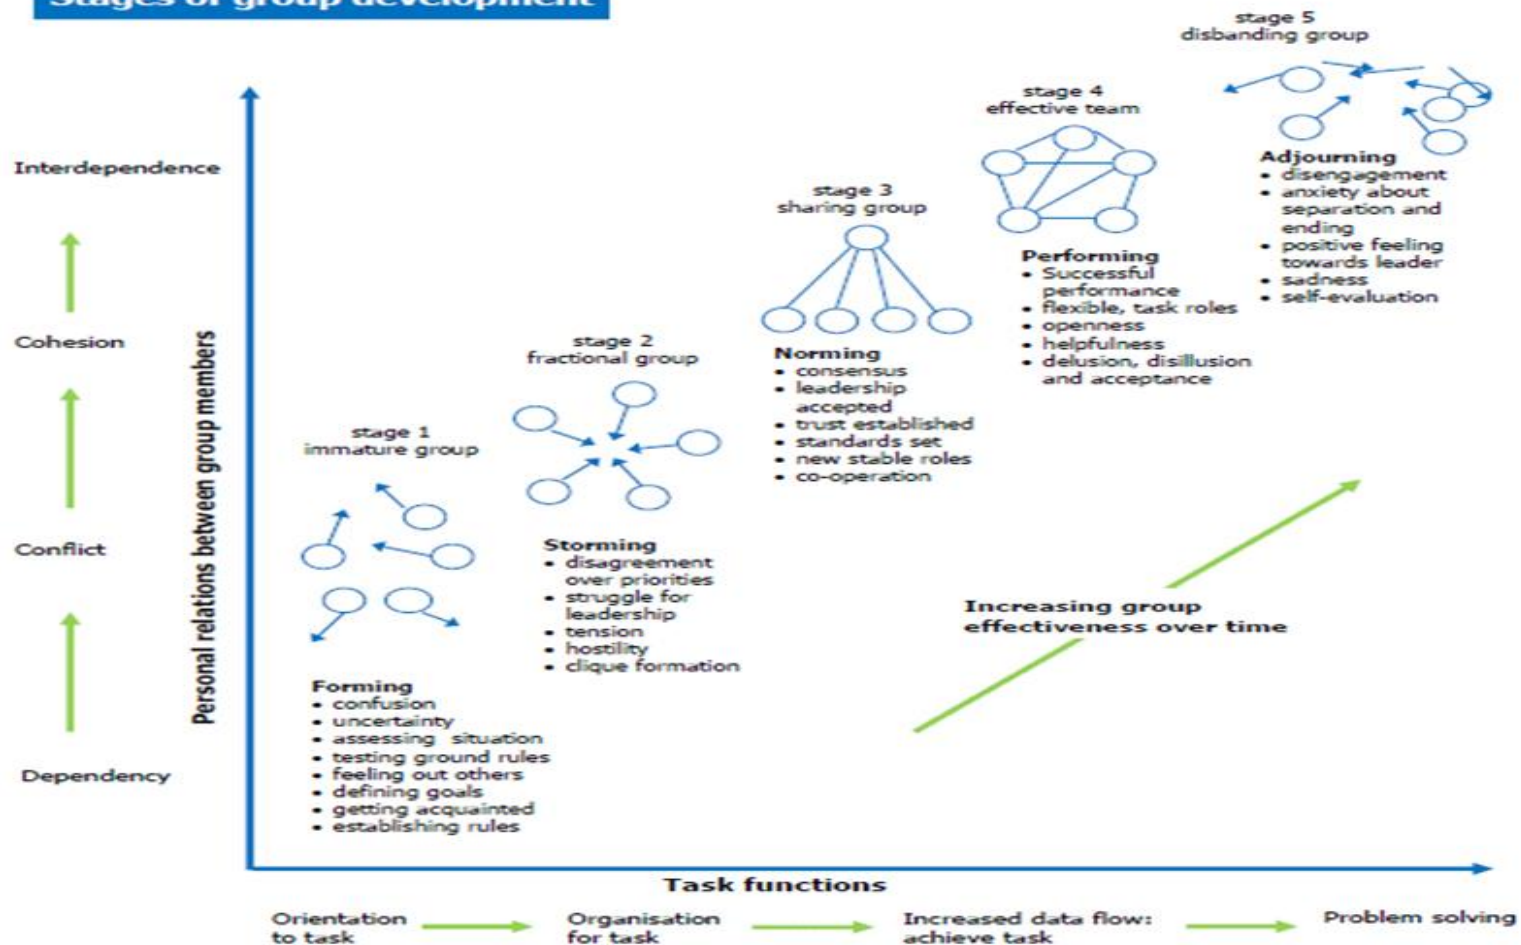 Stages of group development
stage 5
disbanding group
stage 4
effective team
Interdependence
Adjourning
• disengagement
• anxiety about
separation and
ending
• positive feeling
towards leader
• sadness
• self-evaluation
stage 3
sharing group
Performing
• Successful
performance
• flexible, task roles
• openness
• helpfulness
• delusion, disillusion
and acceptance
Cohesion
stage 2
fractional group
Norming
• consensus
• leadership
accepted
• trust established
• standards set
• new stable roles
• co-operation
Personal relations between group members
stage 1
immature group
Conflict
Storming
• disagreement
over priorities
• struggle for
leadership
• tension
• hostility
• clique formation
Increasing group
effectiveness over time
Forming
• confusion
• uncertainty
• assessing situation
• testing ground rules
• feeling out others
• defining goals
• getting acquainted
• establishing rules
Dependency
Task functions
Orientation
to task
Organisation
for task
Increased data flow:
achieve task
Problem solving